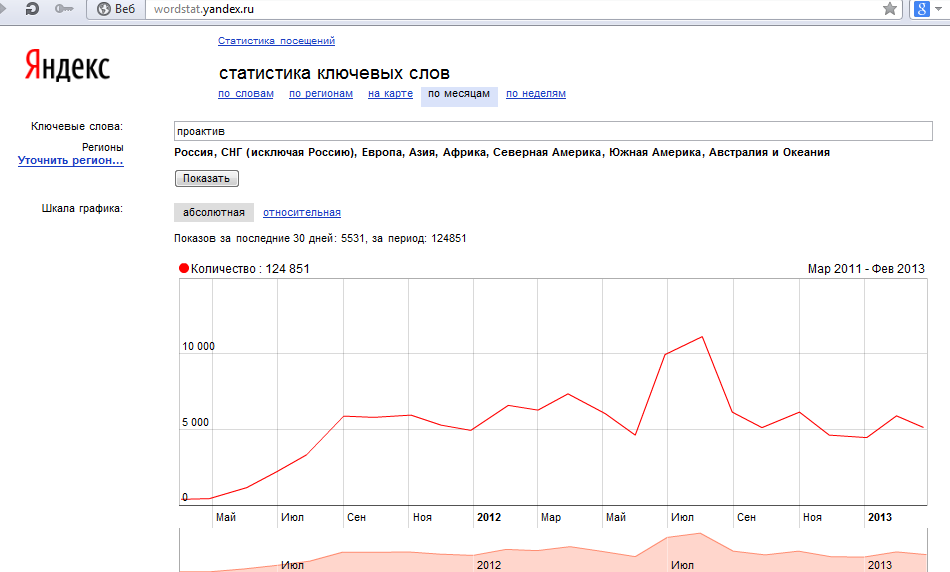 Веб wordstat.yandex.ru 8
Статистика посещений
Яндекс
статистика ключевых слов
по словам по регионам на карте по месяцам по неделям
Ключевые слова: проактив
Регионы Россия, СНГ (исключая Россию), Европа, Азия, Африка, Северная Америка, Южная Америка, Австралия и Океания
Уточнить регион...
Показать
Шкала графика: абсолютная относительная
Показов за последние 30 дней: 5531, за период: 124851
Количество : 124 851 Мар 2011 - Фев 2013
10 000
5 000
0
Май Июл Сен Ноя 2012 Мар Май Июл Сен Ноя 2013
Июл 2012 Июл 2013